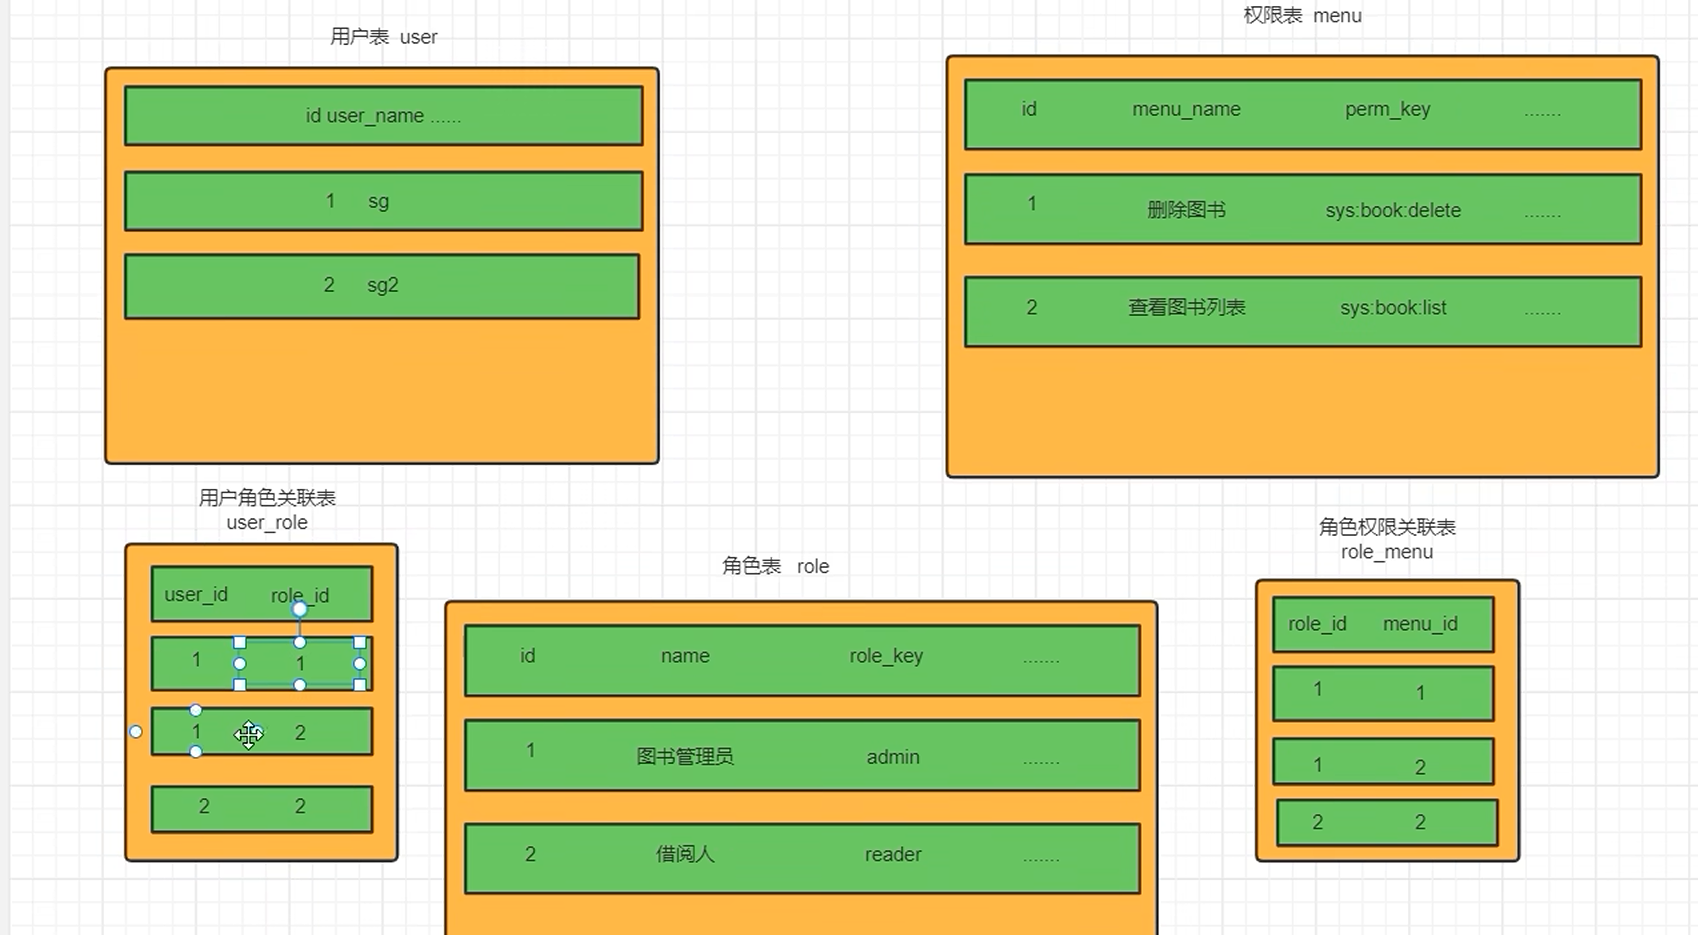 用户表 user
id user_name ......
1 sg
2 sg2
权限表 menu
id menu_name perm_key .......
1 删除图书 sys:book:delete .......
2 查看图书列表 sys:book:list .......
用户角色关联表
user_role
user_id role_id
1 1
1 2
2 2
角色表 role
id name role_key .......
1 图书管理员 admin .......
2 借阅人 reader .......
角色权限关联表
role_menu
role_id menu_id
1 1
1 2
2 2